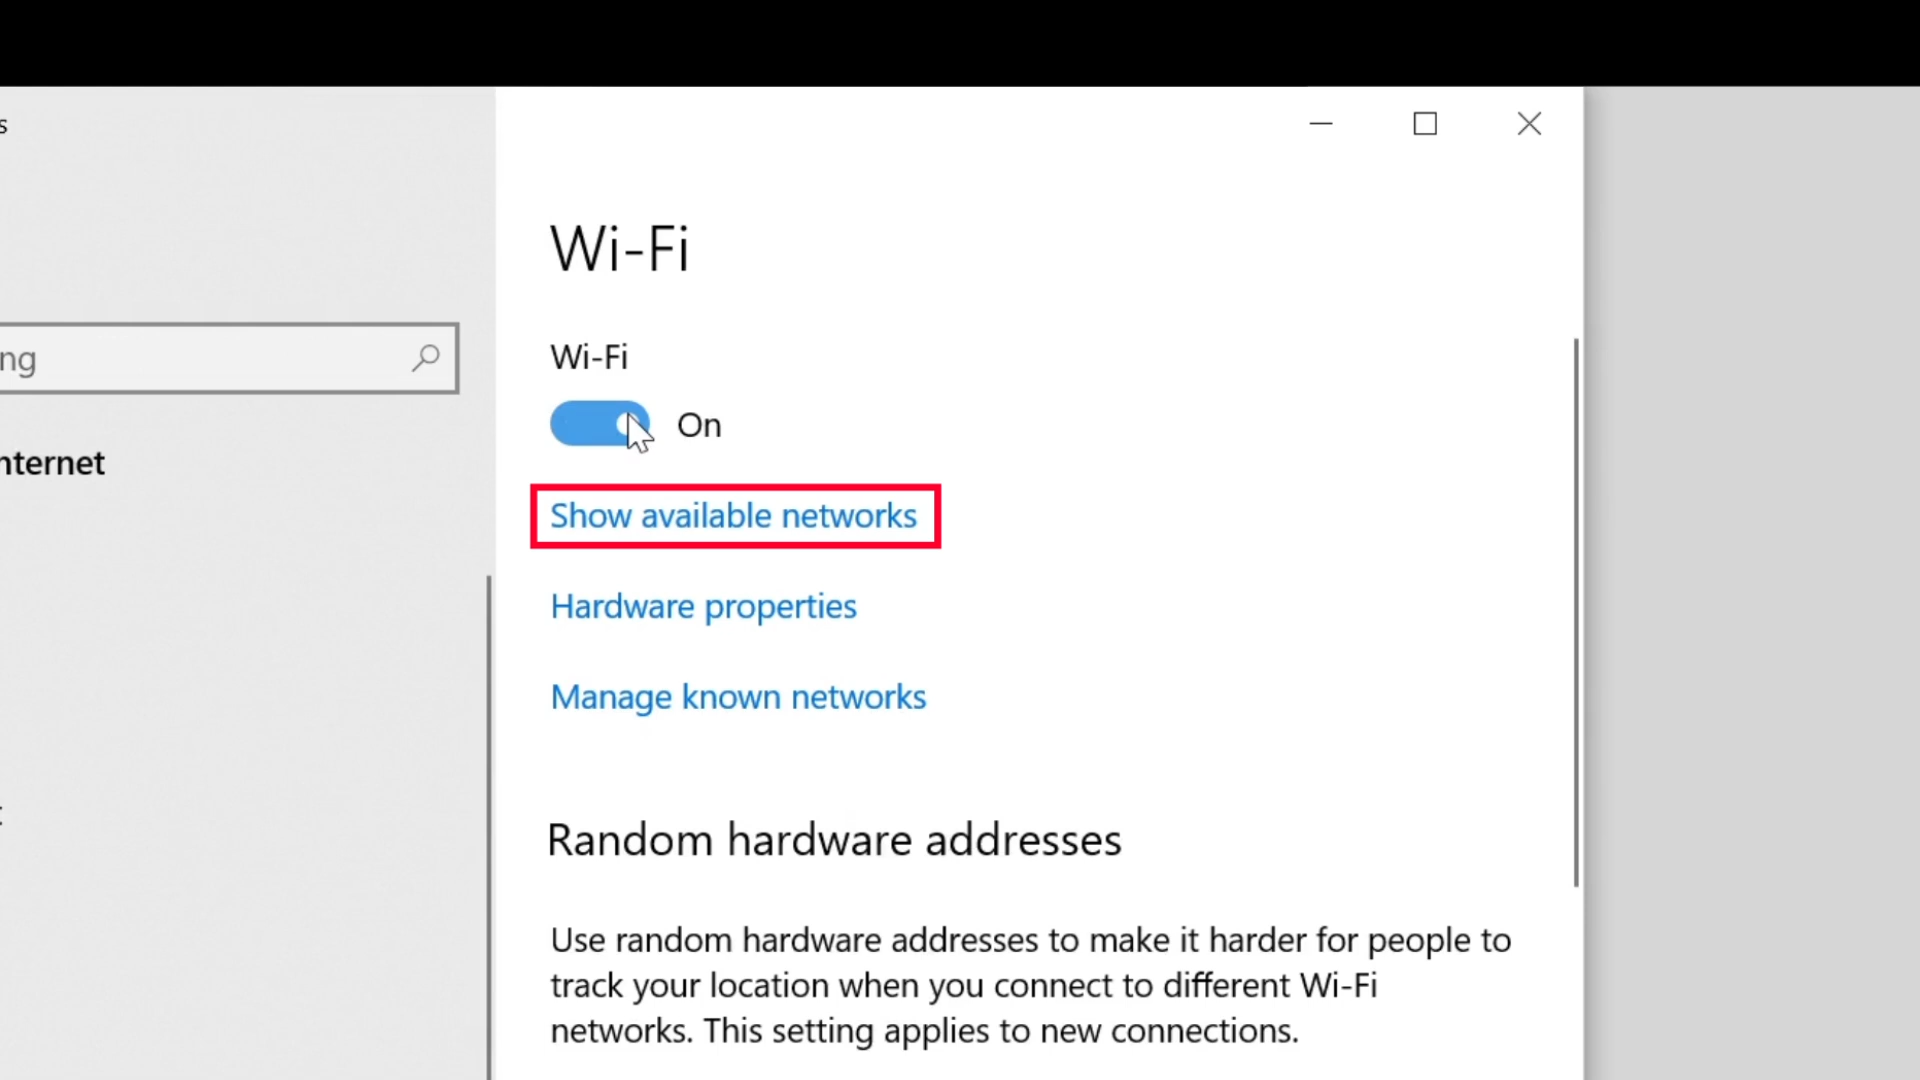 s
ng
nternet
Wi-Fi
Wi-Fi
On
Show available networks
Hardware properties
Manage known networks
Random hardware addresses
Use random hardware addresses to make it harder for people to
track your location when you connect to different Wi-Fi
networks. This setting applies to new connections.